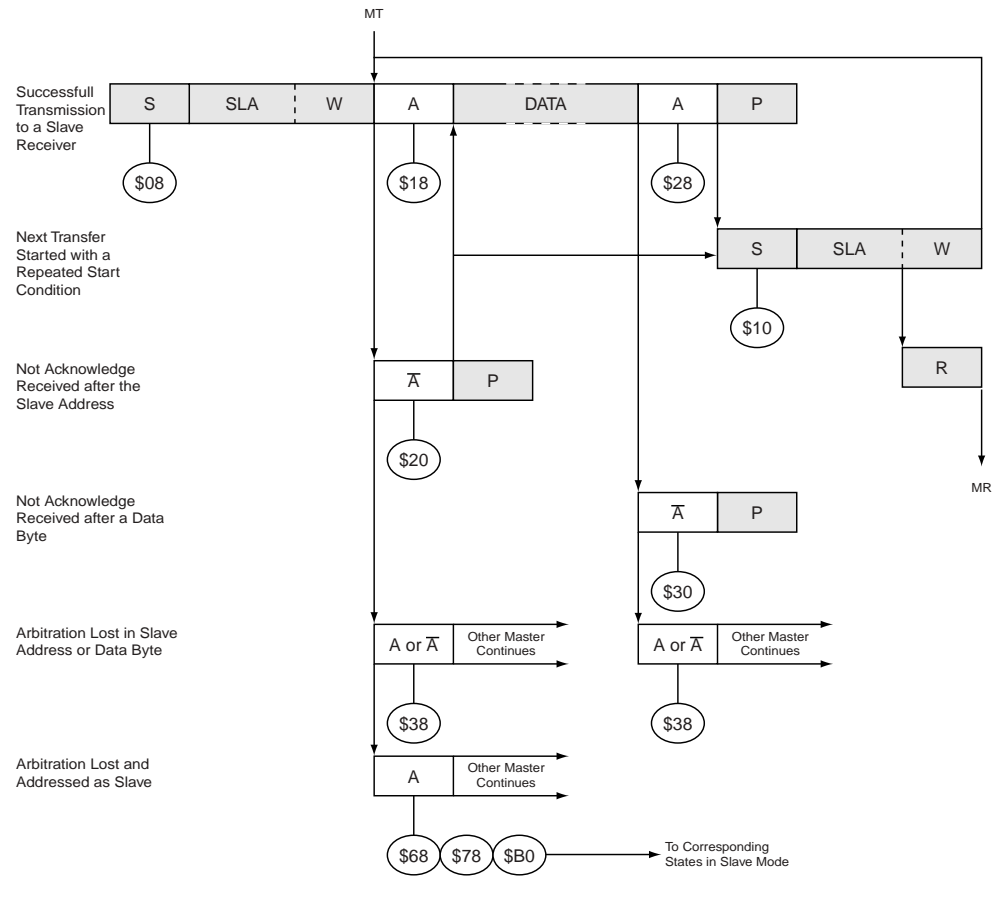 MT
Successfull
Transmission
to a Slave
Receiver
S
SLA
W
A
DATA
A
P
$08
$18
$28
Next Transfer
Started with a
Repeated Start
Condition
S
SLA
W
$10
Not Acknowledge
Received after the
Slave Address
A̅
P
R
$20
MR
Not Acknowledge
Received after a Data
Byte
A̅
P
$30
Arbitration Lost in Slave
Address or Data Byte
A or A̅
Other Master
Continues
A or A̅
Other Master
Continues
$38
$38
Arbitration Lost and
Addressed as Slave
A
Other Master
Continues
$68
$78
$B0
To Corresponding
States in Slave Mode